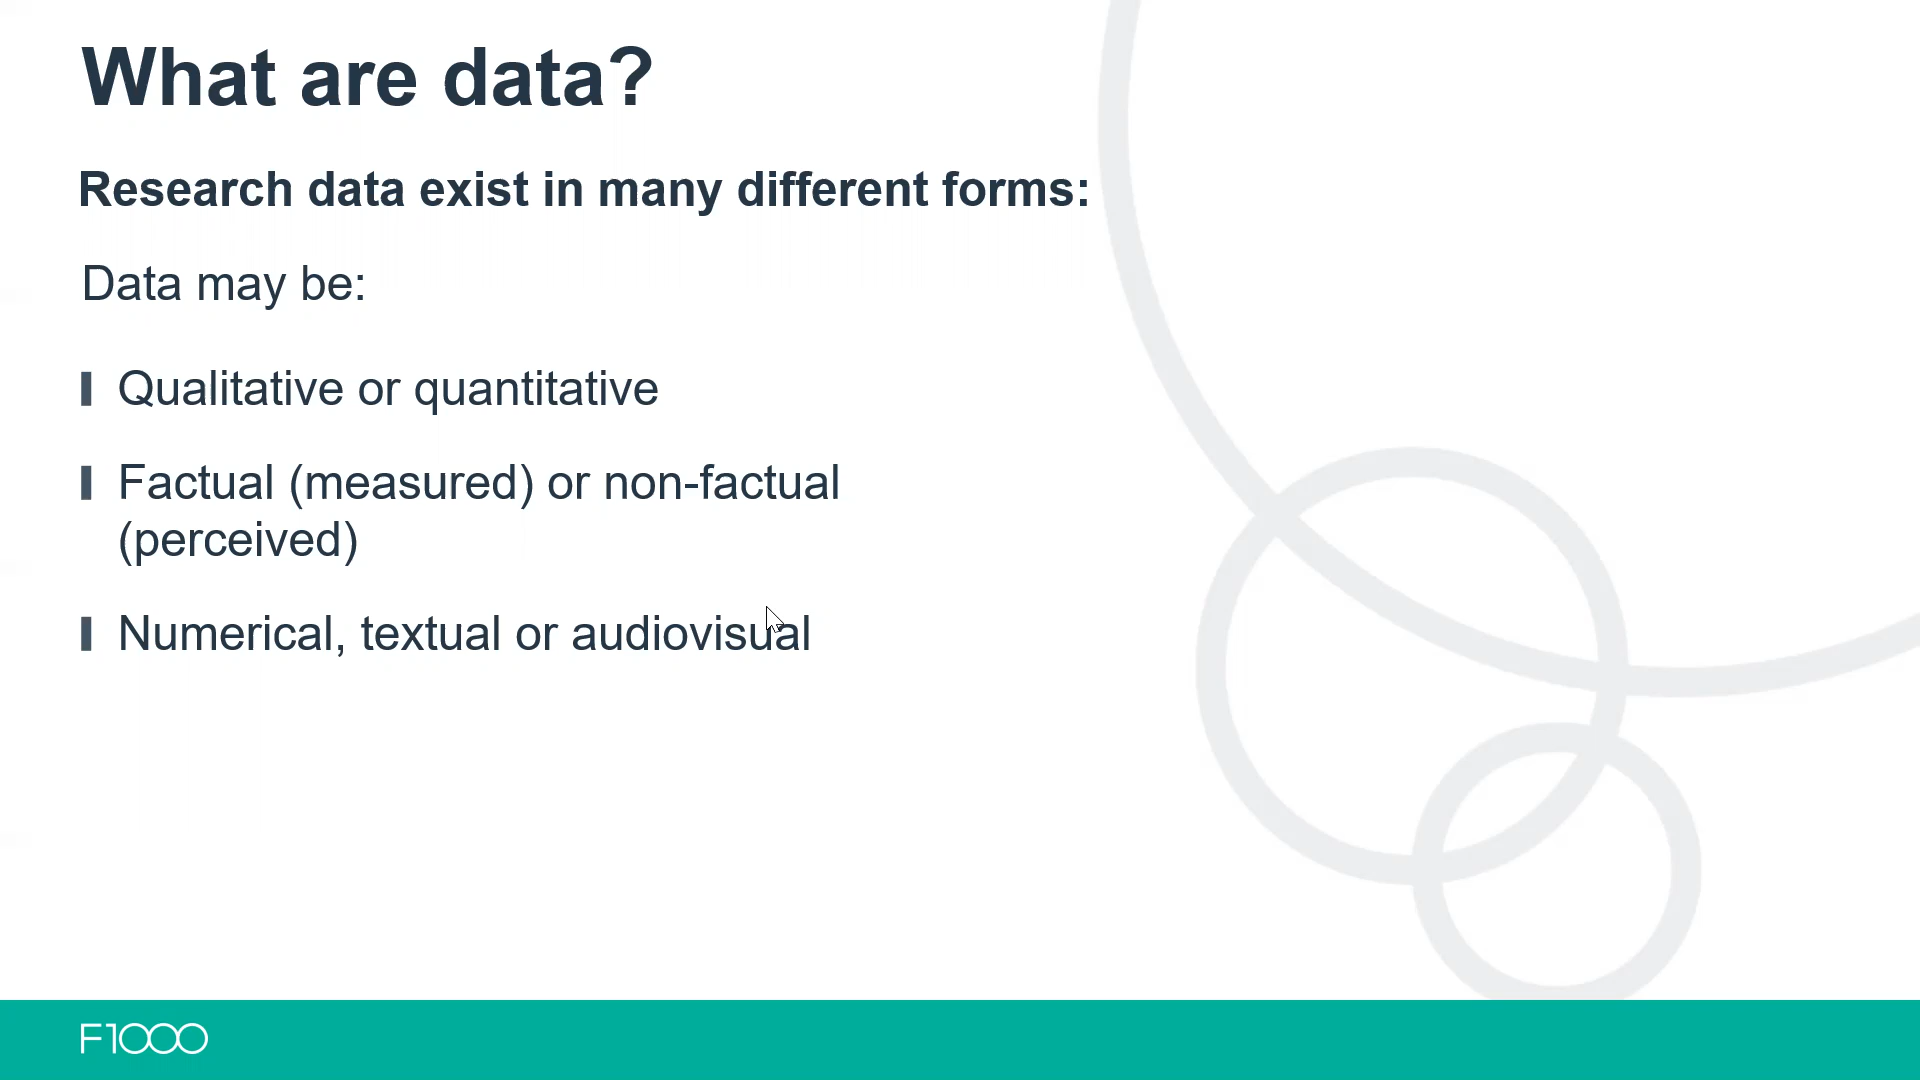 What are data?
Research data exist in many different forms:
Data may be:
Qualitative or quantitative
Factual (measured) or non-factual
(perceived)
Numerical, textual or audiovisual
F1000